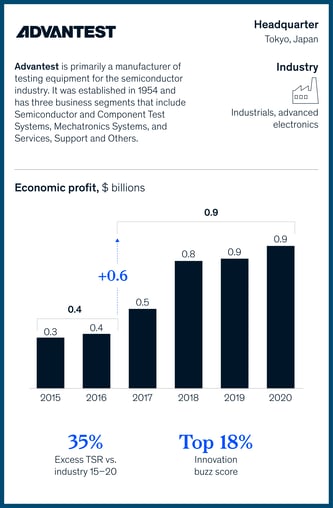 ADVANTEST
Headquarter
Tokyo, Japan
Advantest is primarily a manufacturer of
testing equipment for the semiconductor
industry. It was established in 1954 and
has three business segments that include
Semiconductor and Component Test
Systems, Mechatronics Systems, and
Services, Support and Others.
Industry
Industrials, advanced
electronics
Economic profit, $ billions
0.9
+0.6
0.4
0.3
0.4
0.5
0.8
0.9
0.9
2015
2016
2017
2018
2019
2020
35%
Excess TSR vs.
industry 15–20
Top 18%
Innovation
buzz score